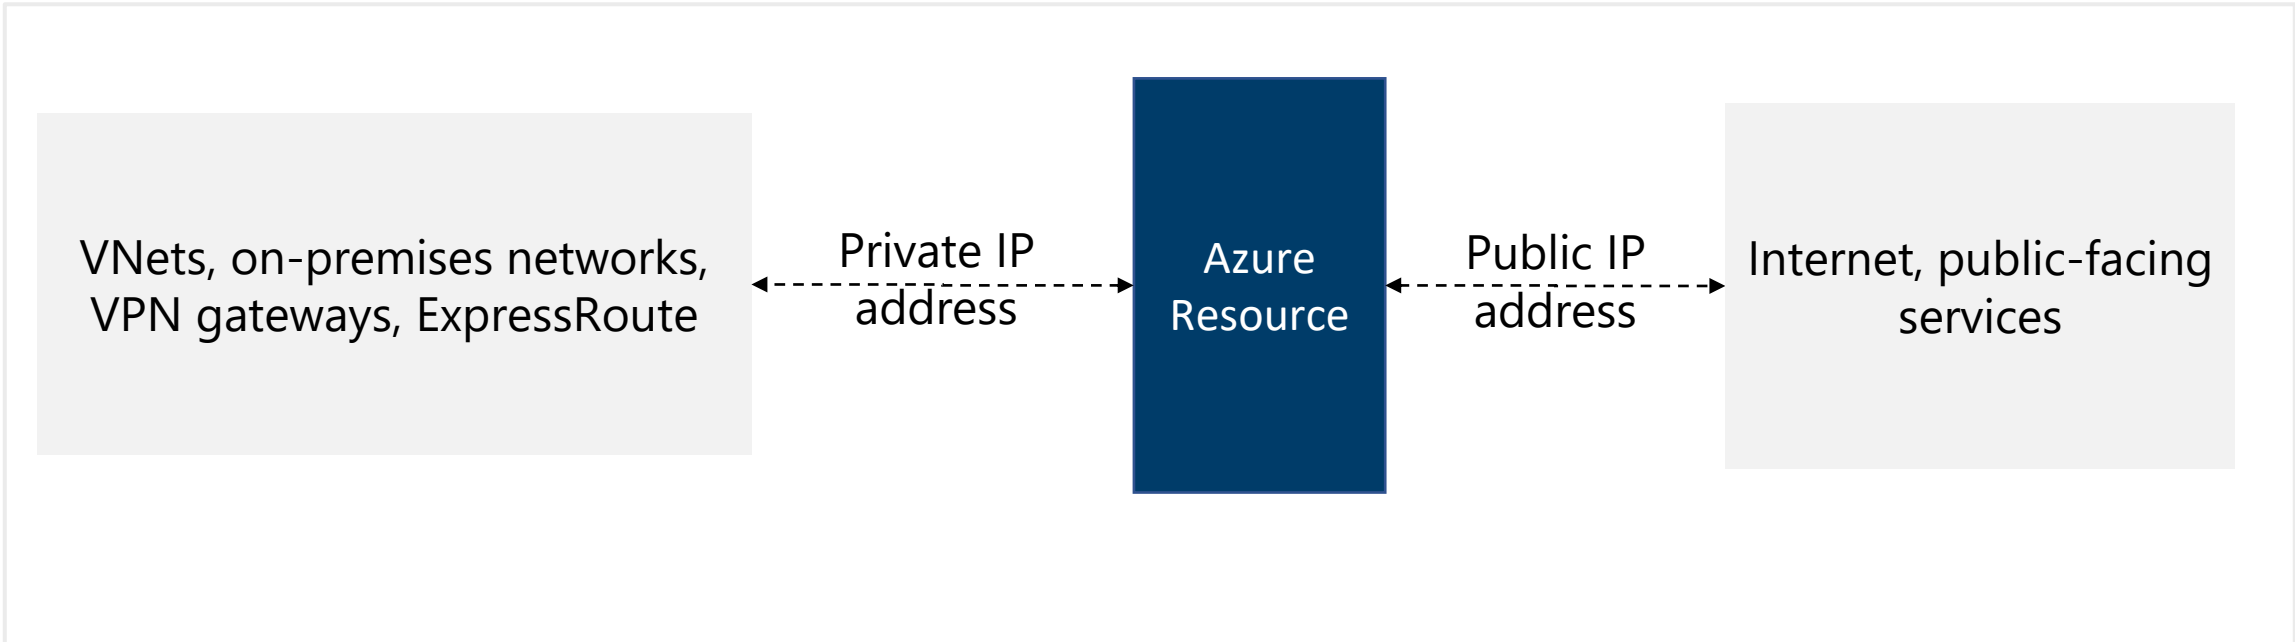 VNets, on-premises networks,
VPN gateways, ExpressRoute
Private IP
address
Azure
Resource
Public IP
address
Internet, public-facing
services